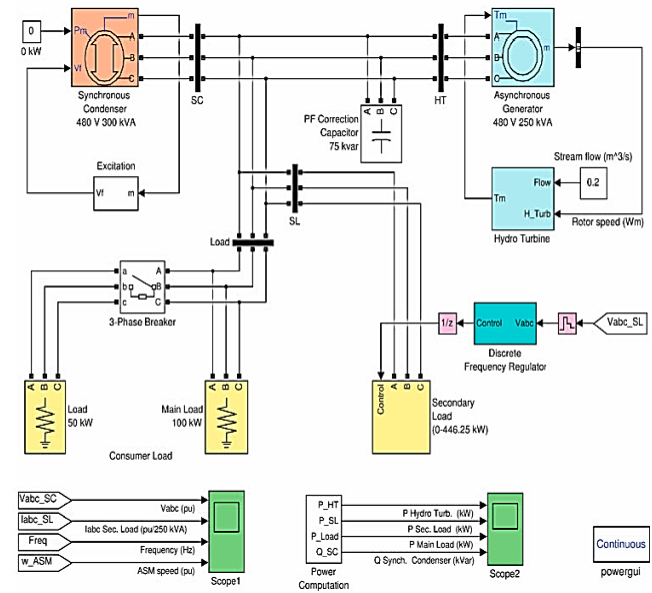 0
0 kW
Pm
Vf
m
A
B
C
Synchronous
Condenser
480 V 300 kVA
SC
A B C
PF Correction
Capacitor
75 kvar
HT
Tm
A
B
C
m
Asynchronous
Generator
480 V 250 kVA
Excitation
Vf m
SL
Stream flow (m^3/s)
Flow
0.2
Tm
H_Turb
Rotor speed (Wm)
Hydro Turbine
Load
a A
b B
c C
3-Phase Breaker
1/z
Control Vabc
Vabc_SL
Discrete
Frequency Regulator
A B C
Load
50 kW
A B C
Main Load
100 kW
Consumer Load
Control
A B C
Secondary
Load
(0-446.25 kW)
Vabc_SC
Vabc (pu)
Iabc_SL
Iabc Sec. Load (pu/250 kVA)
Freq
Frequency (Hz)
w_ASM
ASM speed (pu)
Scope1
P_HT
P Hydro Turb. (kW)
P_SL
P Sec. Load (kW)
P_Load
P Main Load (kW)
Q_SC
Q Synch. Condenser (kVar)
Power
Computation
Scope2
Continuous
powergui